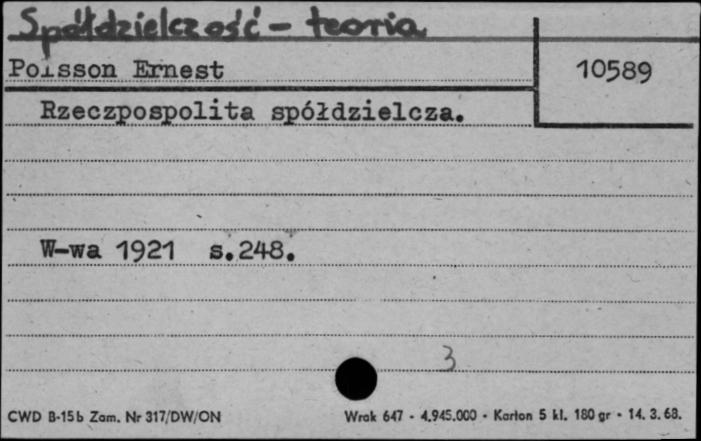 Spółdzielczość - teoria
Poisson Ernest
10589
Rzeczpospolita spółdzielcza.
W-wa 1921 s.248.
3
CWD B-15b Zam. Nr 317/DW/ON
Wrak 647 - 4.945.000 - Karton 5 kl. 180 gr - 14. 3. 68.